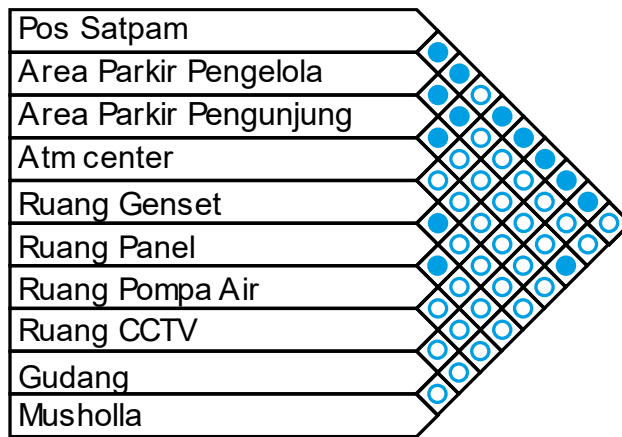 Pos Satpam
Area Parkir Pengelola
Area Parkir Pengunjung
Atm center
Ruang Genset
Ruang Panel
Ruang Pompa Air
Ruang CCTV
Gudang
Musholla